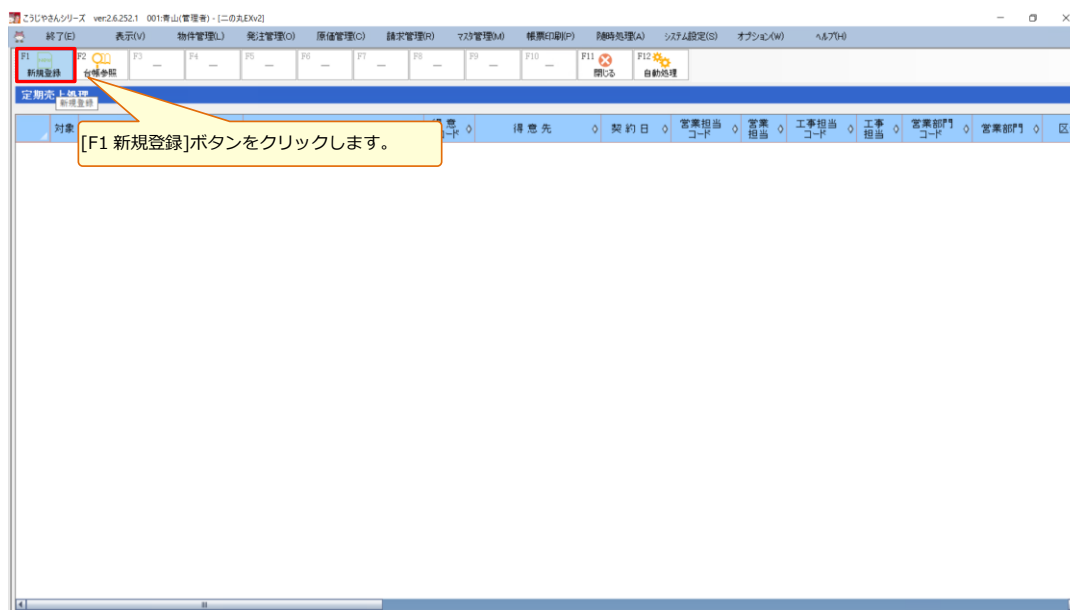 こうじやさんシリーズ ver.2.6.252.1 001:青山(管理者) - [二の丸EXv2]
終了(E) 表示(V) 物件管理(L) 発注管理(O) 原価管理(C) 請求管理(R) マスタ管理(M) 帳票印刷(P) 随時処理(A) システム設定(S) オプション(W) ヘルプ(H)
F1 F2 F3 F4 F5 F6 F7 F8 F9 F10 F11 F12
新規登録 台帳参照 閉じる 自動処理
定期売上処理
新規登録
[F1 新規登録]ボタンをクリックします。
対象 得意 コード 得意先 契約日 営業担当 コード 営業 担当 工事担当 コード 工事 担当 営業部門 コード 営業部門 区